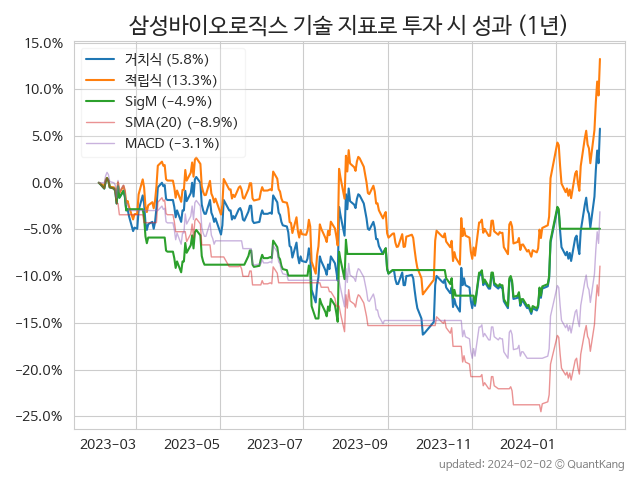 삼성바이오로직스 기술 지표로 투자 시 성과 (1년)
15.0%
10.0%
5.0%
0.0%
−5.0%
−10.0%
−15.0%
−20.0%
−25.0%
거치식 (5.8%)
적립식 (13.3%)
SigM (−4.9%)
SMA(20) (−8.9%)
MACD (−3.1%)
2023-03 2023-05 2023-07 2023-09 2023-11 2024-01
updated: 2024-02-02 © QuantKang